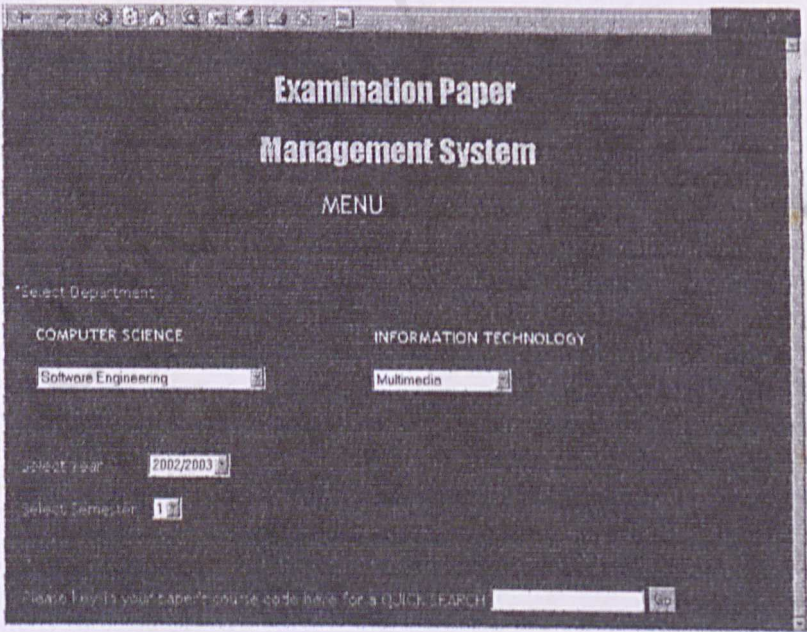 Examination Paper
Management System
MENU
*Select Department
COMPUTER SCIENCE INFORMATION TECHNOLOGY
Software Engineering Multimedia
Select Year 2002/2003
Select Semester 1
Please key in your paper's course code here for a QUICK SEARCH Go